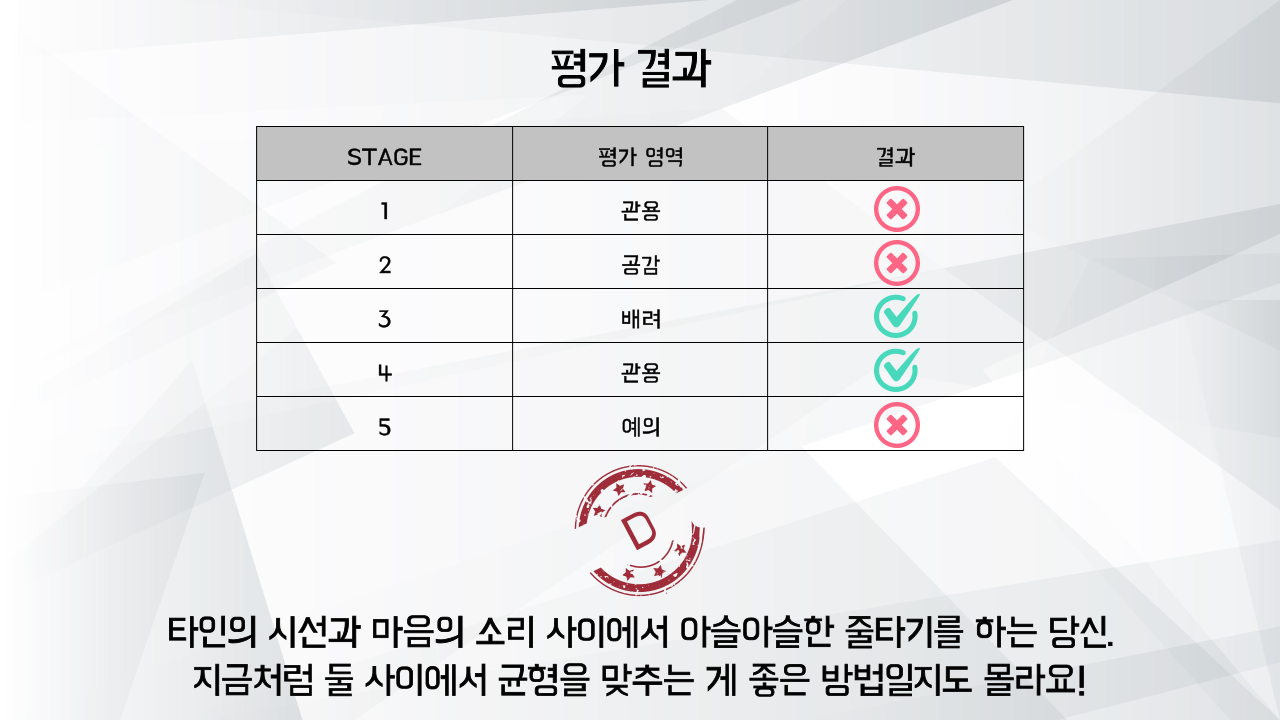 평가 결과
STAGE 평가 영역 결과
1 관용
2 공감
3 배려
4 관용
5 예의
D
타인의 시선과 마음의 소리 사이에서 아슬아슬한 줄타기를 하는 당신.
지금처럼 둘 사이에서 균형을 맞추는 게 좋은 방법일지도 몰라요!